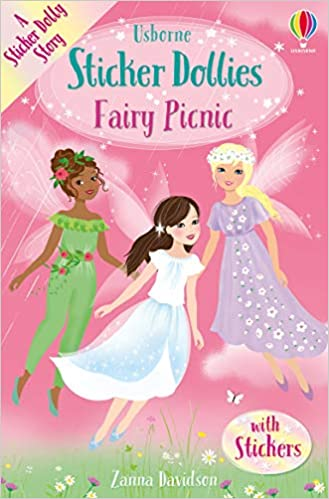 A
Sticker Dolly
Story
USBORNE
Usborne
Sticker Dollies
Fairy Picnic
with
Stickers
Zanna Davidson